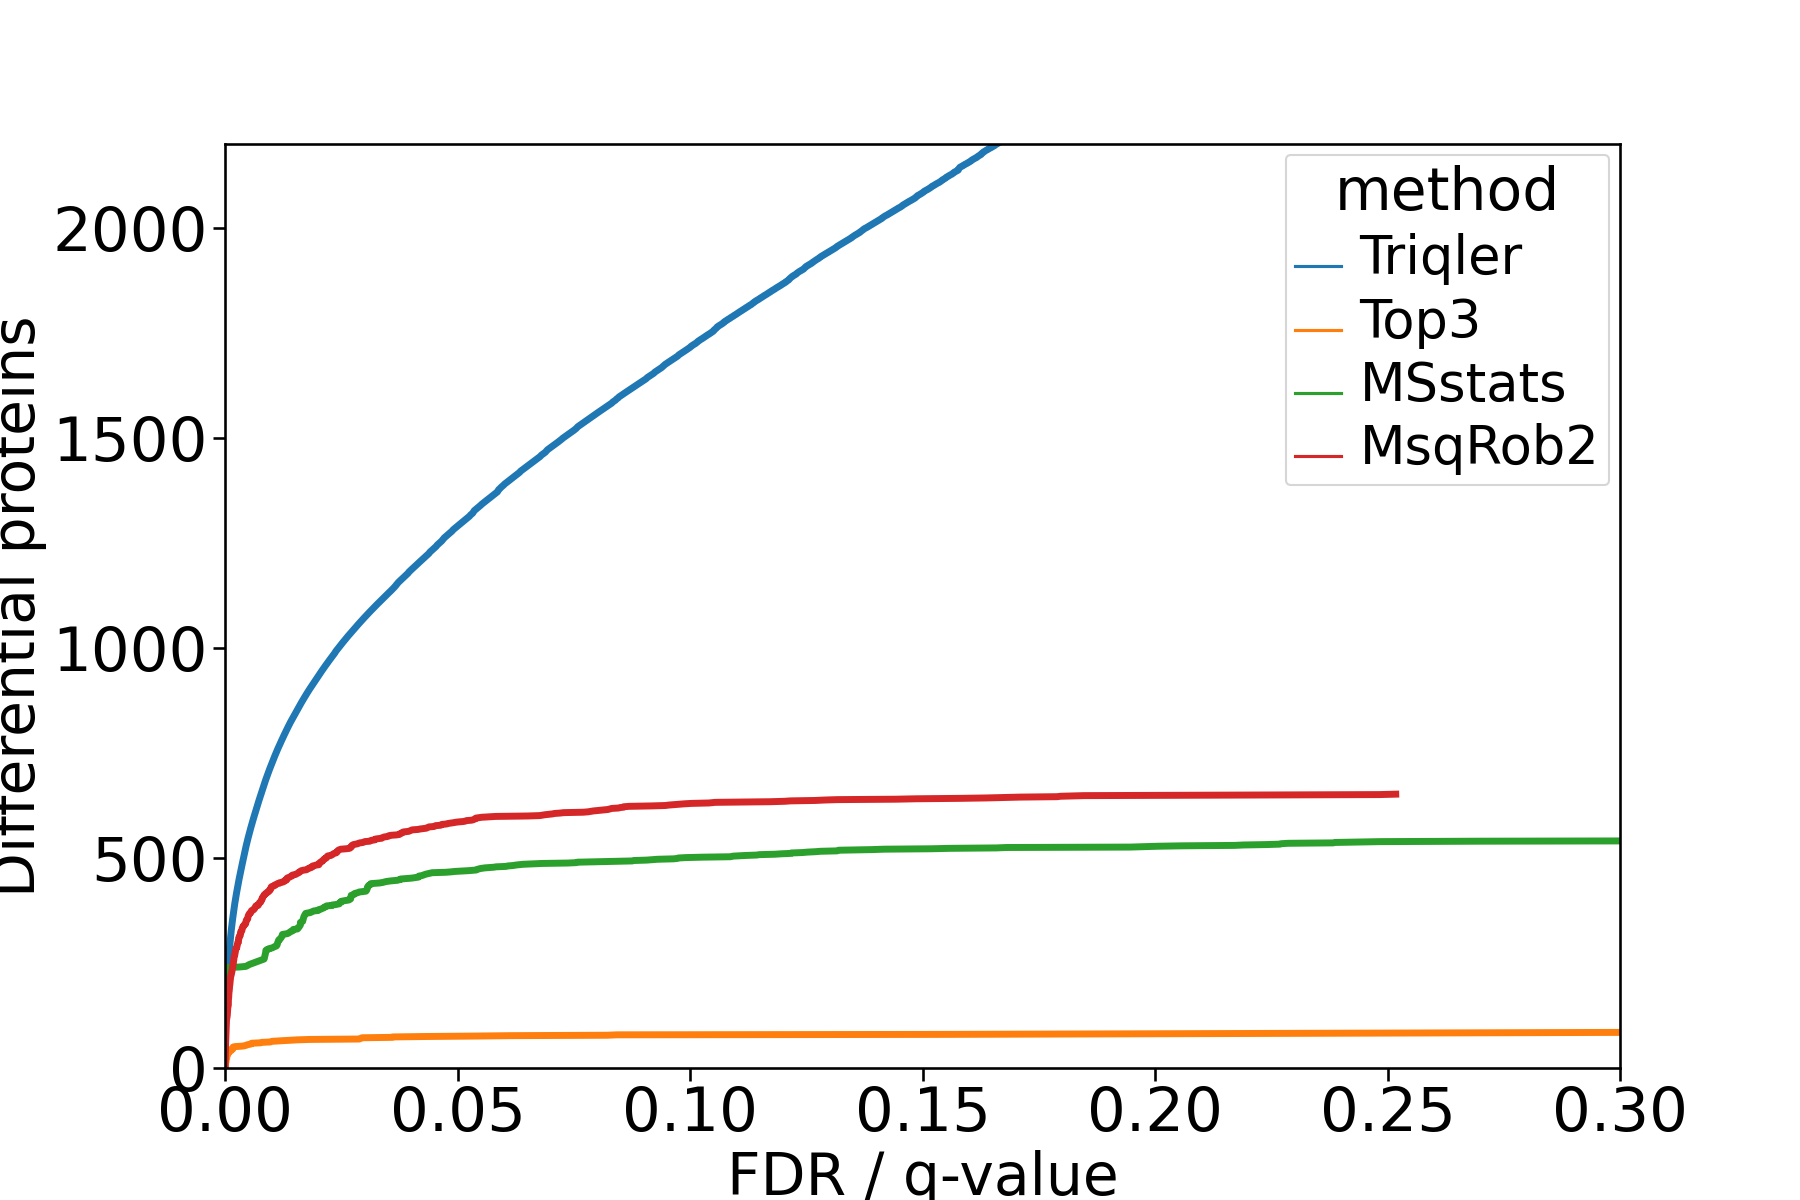 Differential proteins
2000
1500
1000
500
0
0.00 0.05 0.10 0.15 0.20 0.25 0.30
FDR / q-value
method
Triqler
Top3
MSstats
MsqRob2